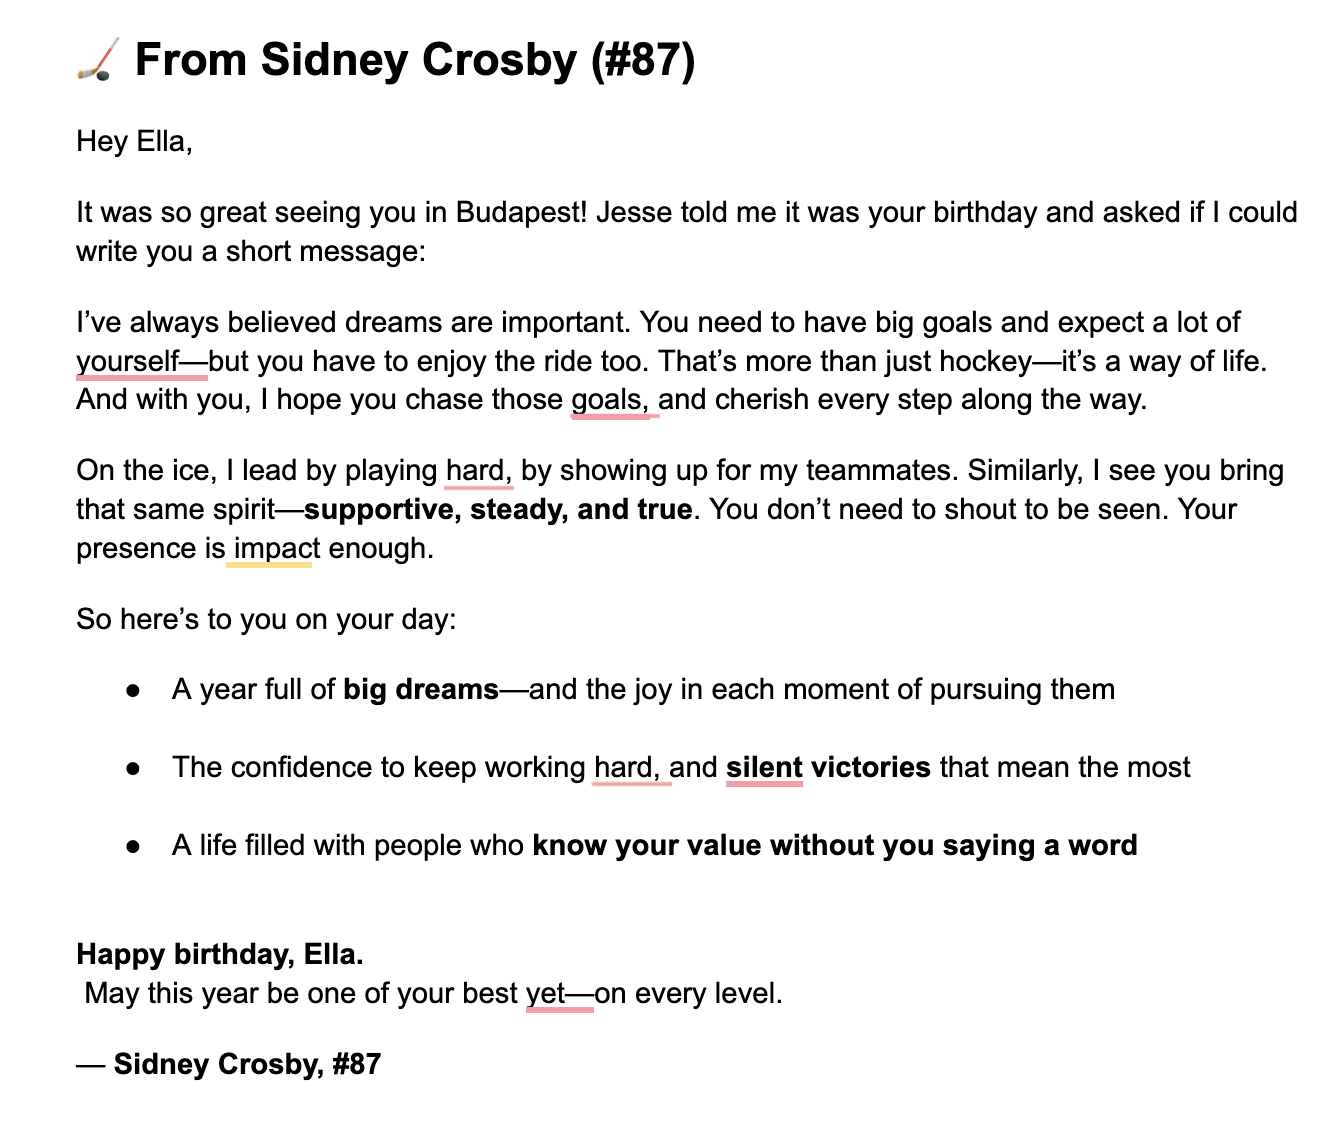 🏒 From Sidney Crosby (#87)
Hey Ella,
It was so great seeing you in Budapest! Jesse told me it was your birthday and asked if I could
write you a short message:
I’ve always believed dreams are important. You need to have big goals and expect a lot of
yourself—but you have to enjoy the ride too. That’s more than just hockey—it’s a way of life.
And with you, I hope you chase those goals, and cherish every step along the way.
On the ice, I lead by playing hard, by showing up for my teammates. Similarly, I see you bring
that same spirit—supportive, steady, and true. You don’t need to shout to be seen. Your
presence is impact enough.
So here’s to you on your day:
● A year full of big dreams—and the joy in each moment of pursuing them
● The confidence to keep working hard, and silent victories that mean the most
● A life filled with people who know your value without you saying a word
Happy birthday, Ella.
May this year be one of your best yet—on every level.
— Sidney Crosby, #87